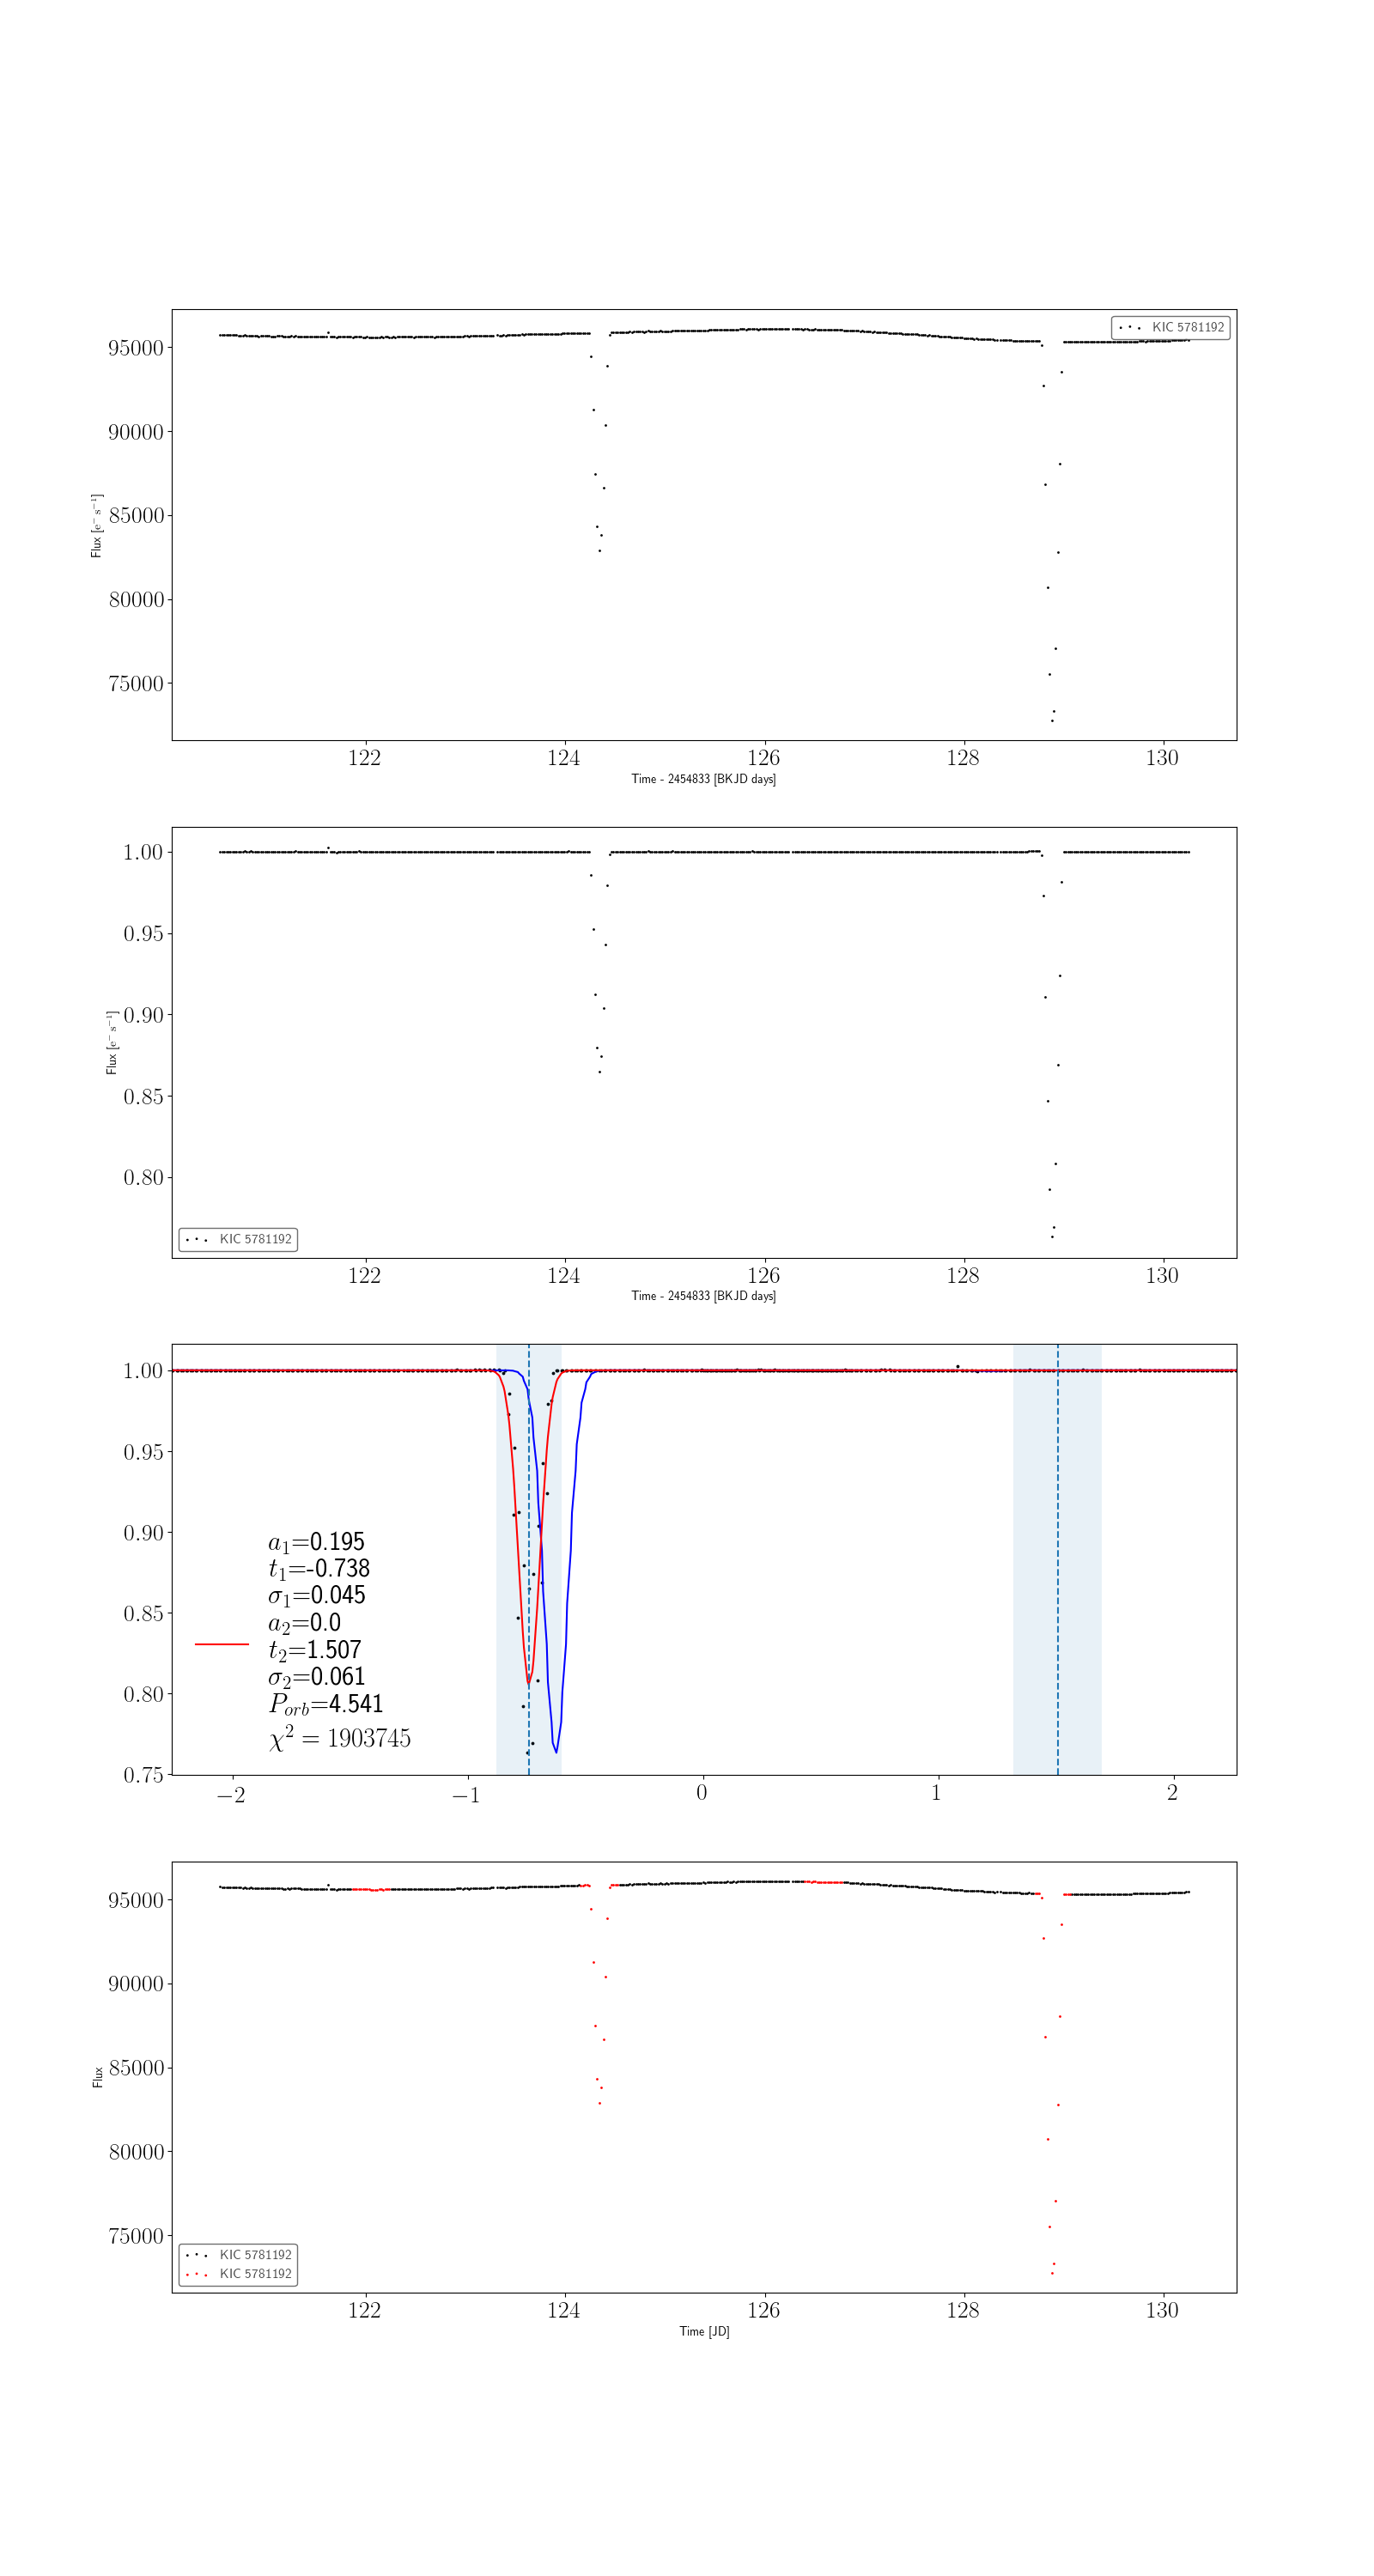 95000
90000
85000
80000
75000
Flux [e⁻ s⁻¹]
KIC 5781192
122 124 126 128 130
Time - 2454833 [BKJD days]
1.00
0.95
0.90
0.85
0.80
Flux [e⁻ s⁻¹]
KIC 5781192
122 124 126 128 130
Time - 2454833 [BKJD days]
1.00
0.95
0.90
0.85
0.80
0.75
a₁=0.195
t₁=-0.738
σ₁=0.045
a₂=0.0
t₂=1.507
σ₂=0.061
P_orb=4.541
χ² = 1903745
−2 −1 0 1 2
95000
90000
85000
80000
75000
Flux
KIC 5781192
KIC 5781192
122 124 126 128 130
Time [JD]